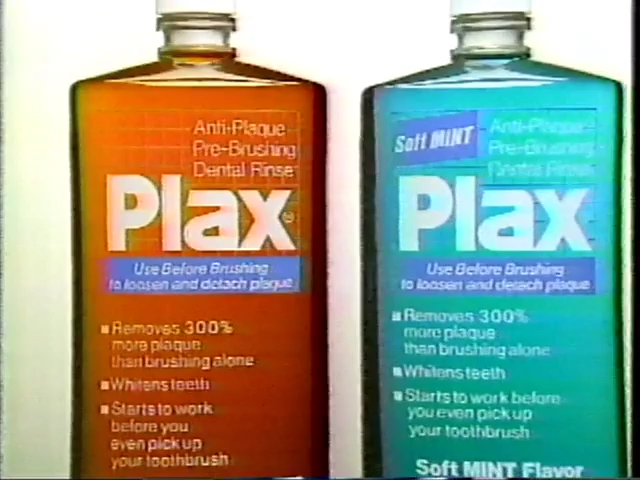 Anti-Plaque
Pre-Brushing
Dental Rinse
Plax®
Use Before Brushing
to loosen and detach plaque
■ Removes 300%
more plaque
than brushing alone
■ Whitens teeth
■ Starts to work
before you
even pick up
your toothbrush
Soft MINT
Anti-Plaque
Pre-Brushing
Dental Rinse
Plax
Use Before Brushing
to loosen and detach plaque
■ Removes 300%
more plaque
than brushing alone
■ Whitens teeth
■ Starts to work before
you even pick up
your toothbrush
Soft MINT Flavor